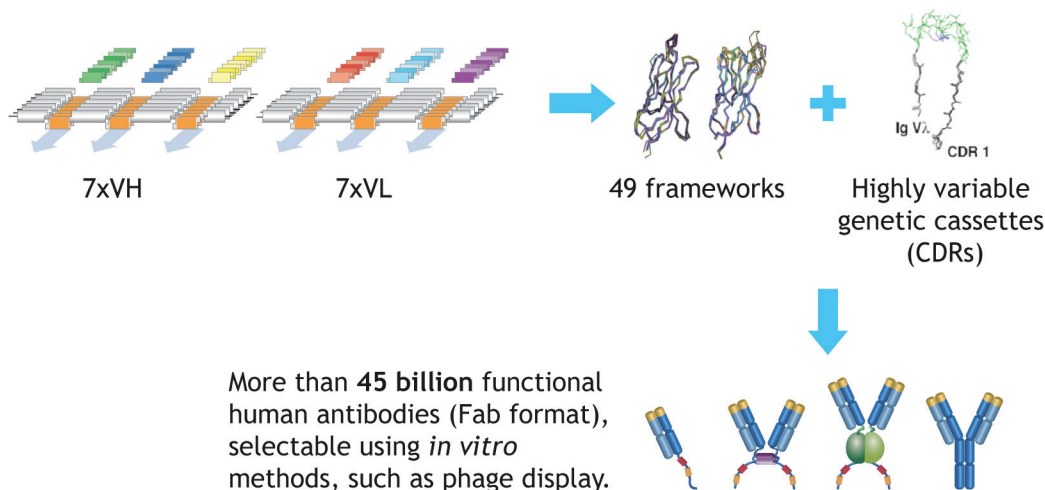 Ig Vλ
CDR 1
7xVH
7xVL
49 frameworks
Highly variable
genetic cassettes
(CDRs)
More than 45 billion functional
human antibodies (Fab format),
selectable using in vitro
methods, such as phage display.